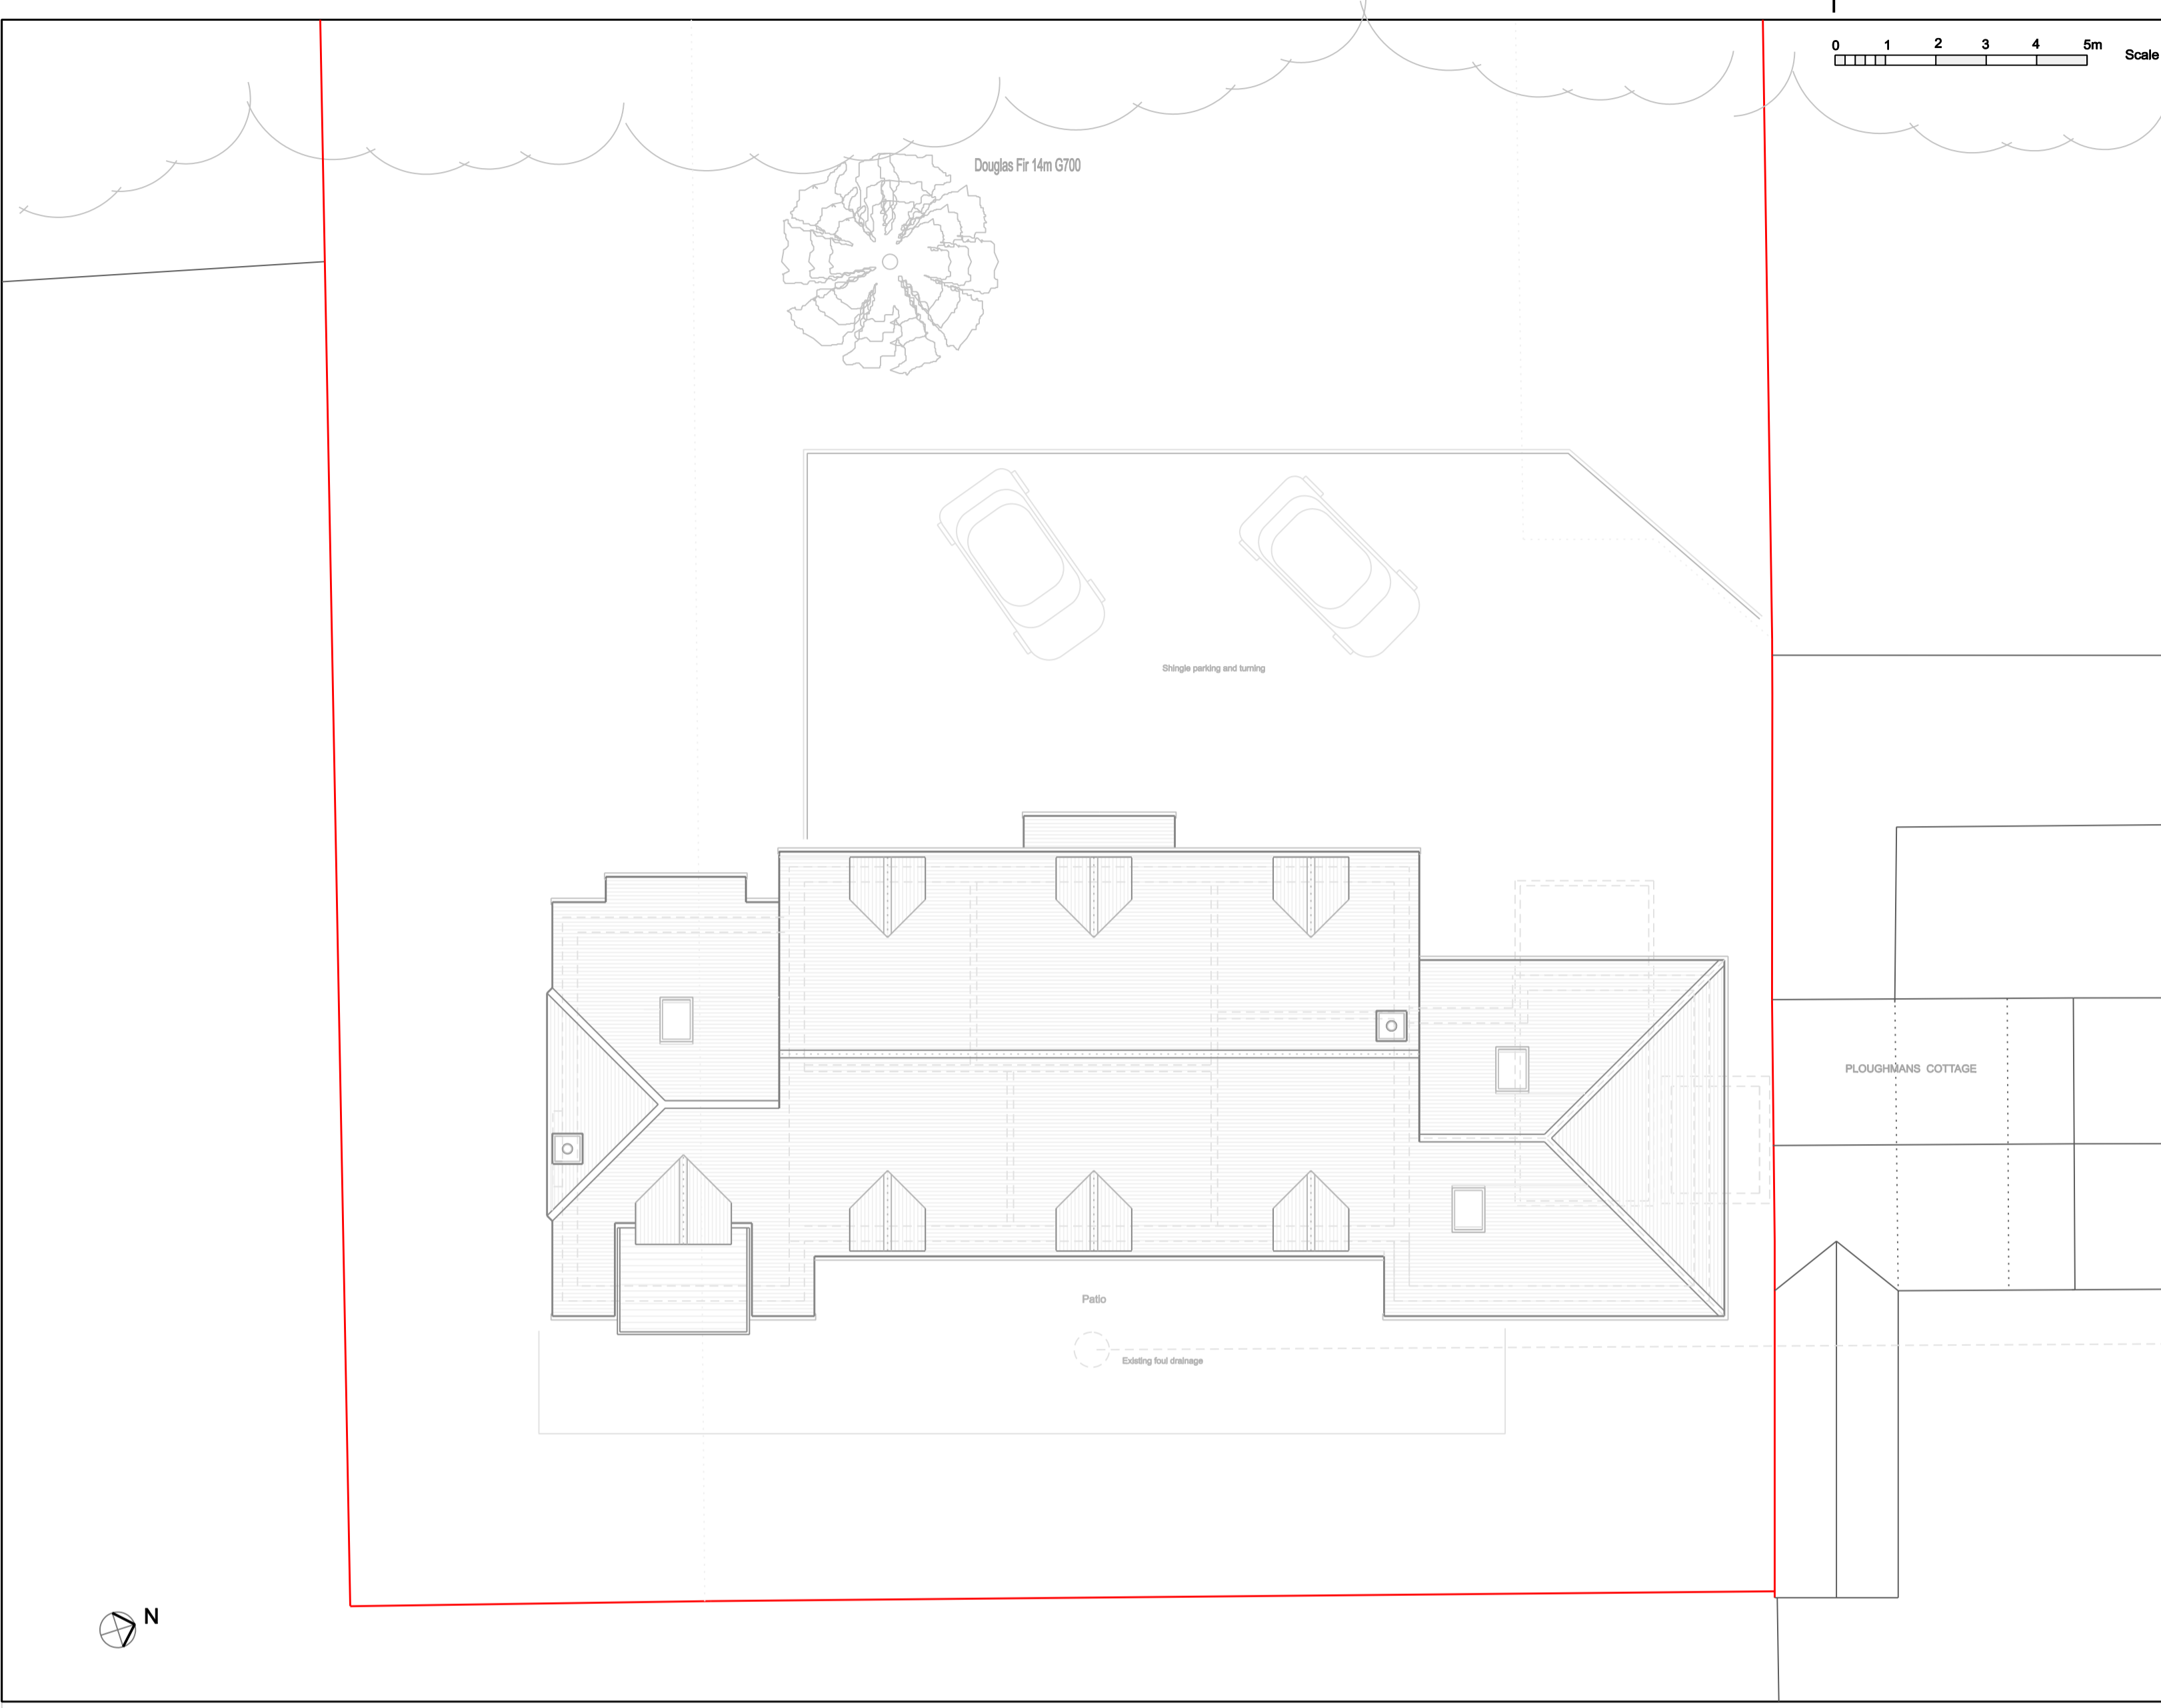 0 1 2 3 4 5m Scale
Douglas Fir 14m G700
Shingle parking and turning
PLOUGHMANS COTTAGE
Patio
Existing foul drainage
N